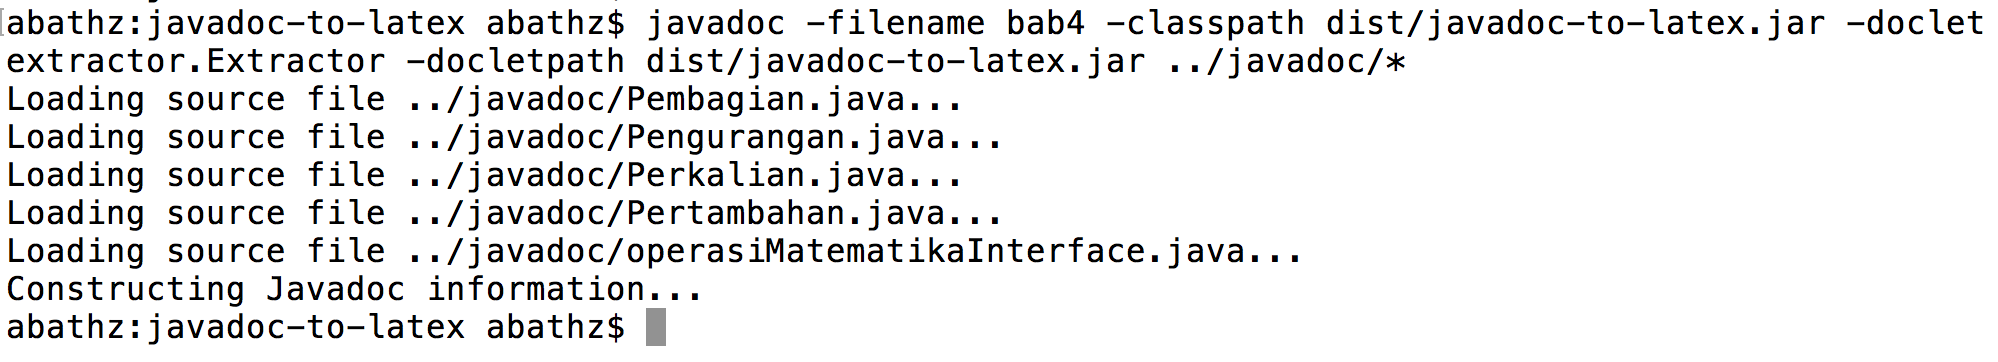 abathz:javadoc-to-latex abathz$ javadoc -filename bab4 -classpath dist/javadoc-to-latex.jar -doclet
extractor.Extractor -docletpath dist/javadoc-to-latex.jar ../javadoc/*
Loading source file ../javadoc/Pembagian.java...
Loading source file ../javadoc/Pengurangan.java...
Loading source file ../javadoc/Perkalian.java...
Loading source file ../javadoc/Pertambahan.java...
Loading source file ../javadoc/operasiMatematikaInterface.java...
Constructing Javadoc information...
abathz:javadoc-to-latex abathz$